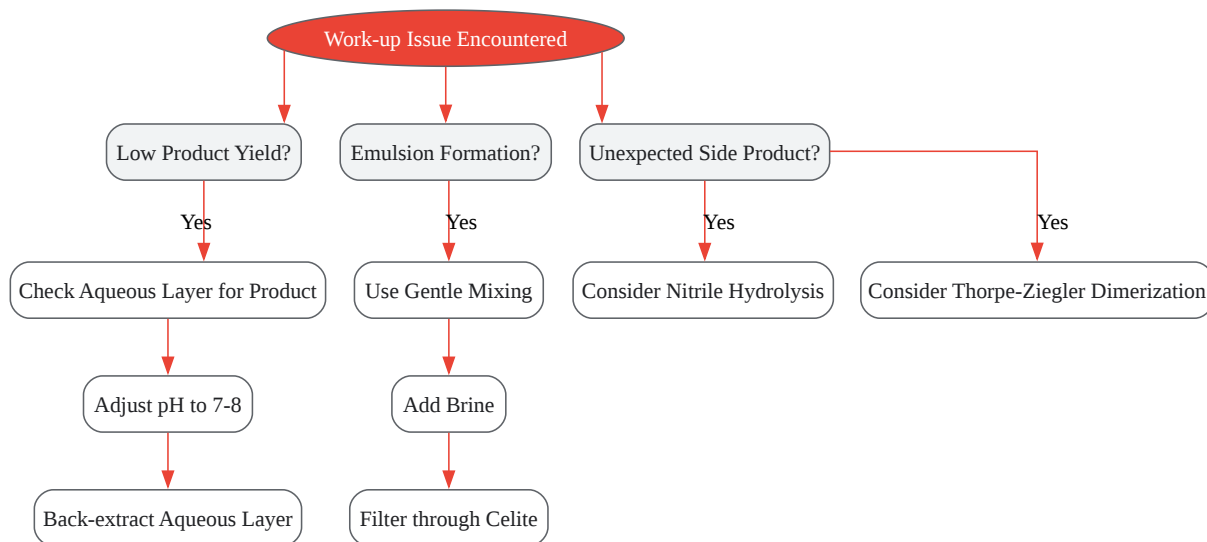 Work-up Issue Encountered
Low Product Yield?
Emulsion Formation?
Unexpected Side Product?
Yes
Yes
Yes
Yes
Check Aqueous Layer for Product
Use Gentle Mixing
Consider Nitrile Hydrolysis
Consider Thorpe-Ziegler Dimerization
Adjust pH to 7-8
Add Brine
Back-extract Aqueous Layer
Filter through Celite